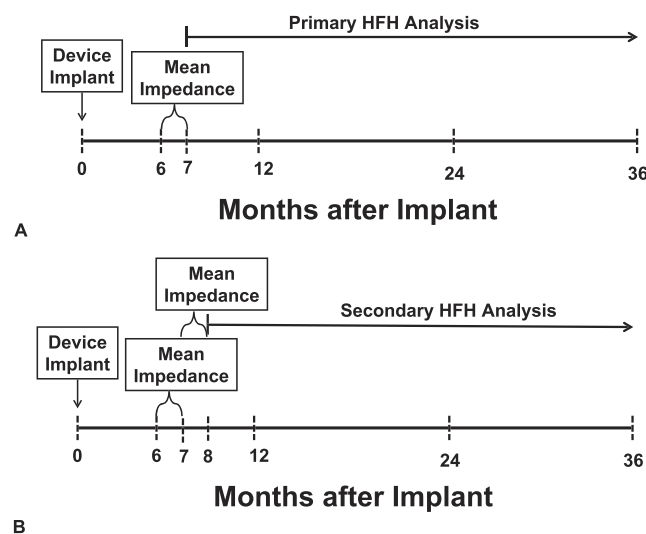 Primary HFH Analysis
Device
Implant
Mean
Impedance
0 6 7 12 24 36
Months after Implant
A
Mean
Impedance
Secondary HFH Analysis
Device
Implant
Mean
Impedance
0 6 7 8 12 24 36
Months after Implant
B